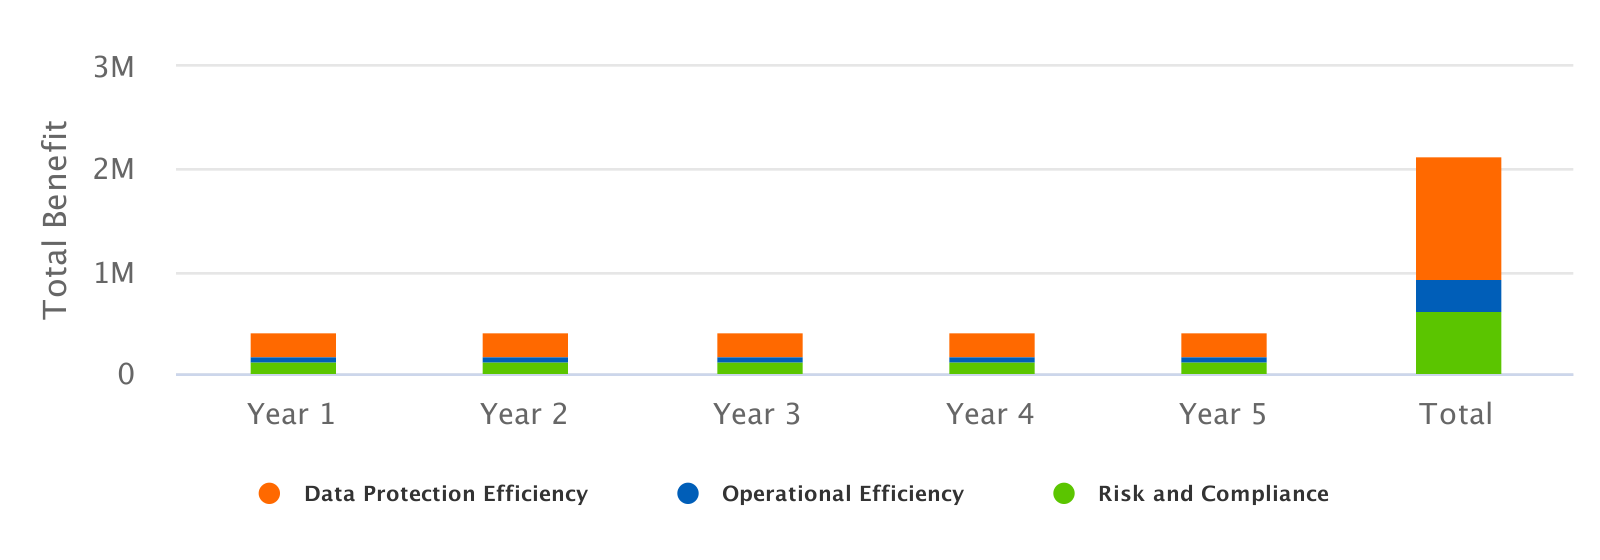 3M
2M
1M
0
Total Benefit
Year 1 Year 2 Year 3 Year 4 Year 5 Total
Data Protection Efficiency Operational Efficiency Risk and Compliance